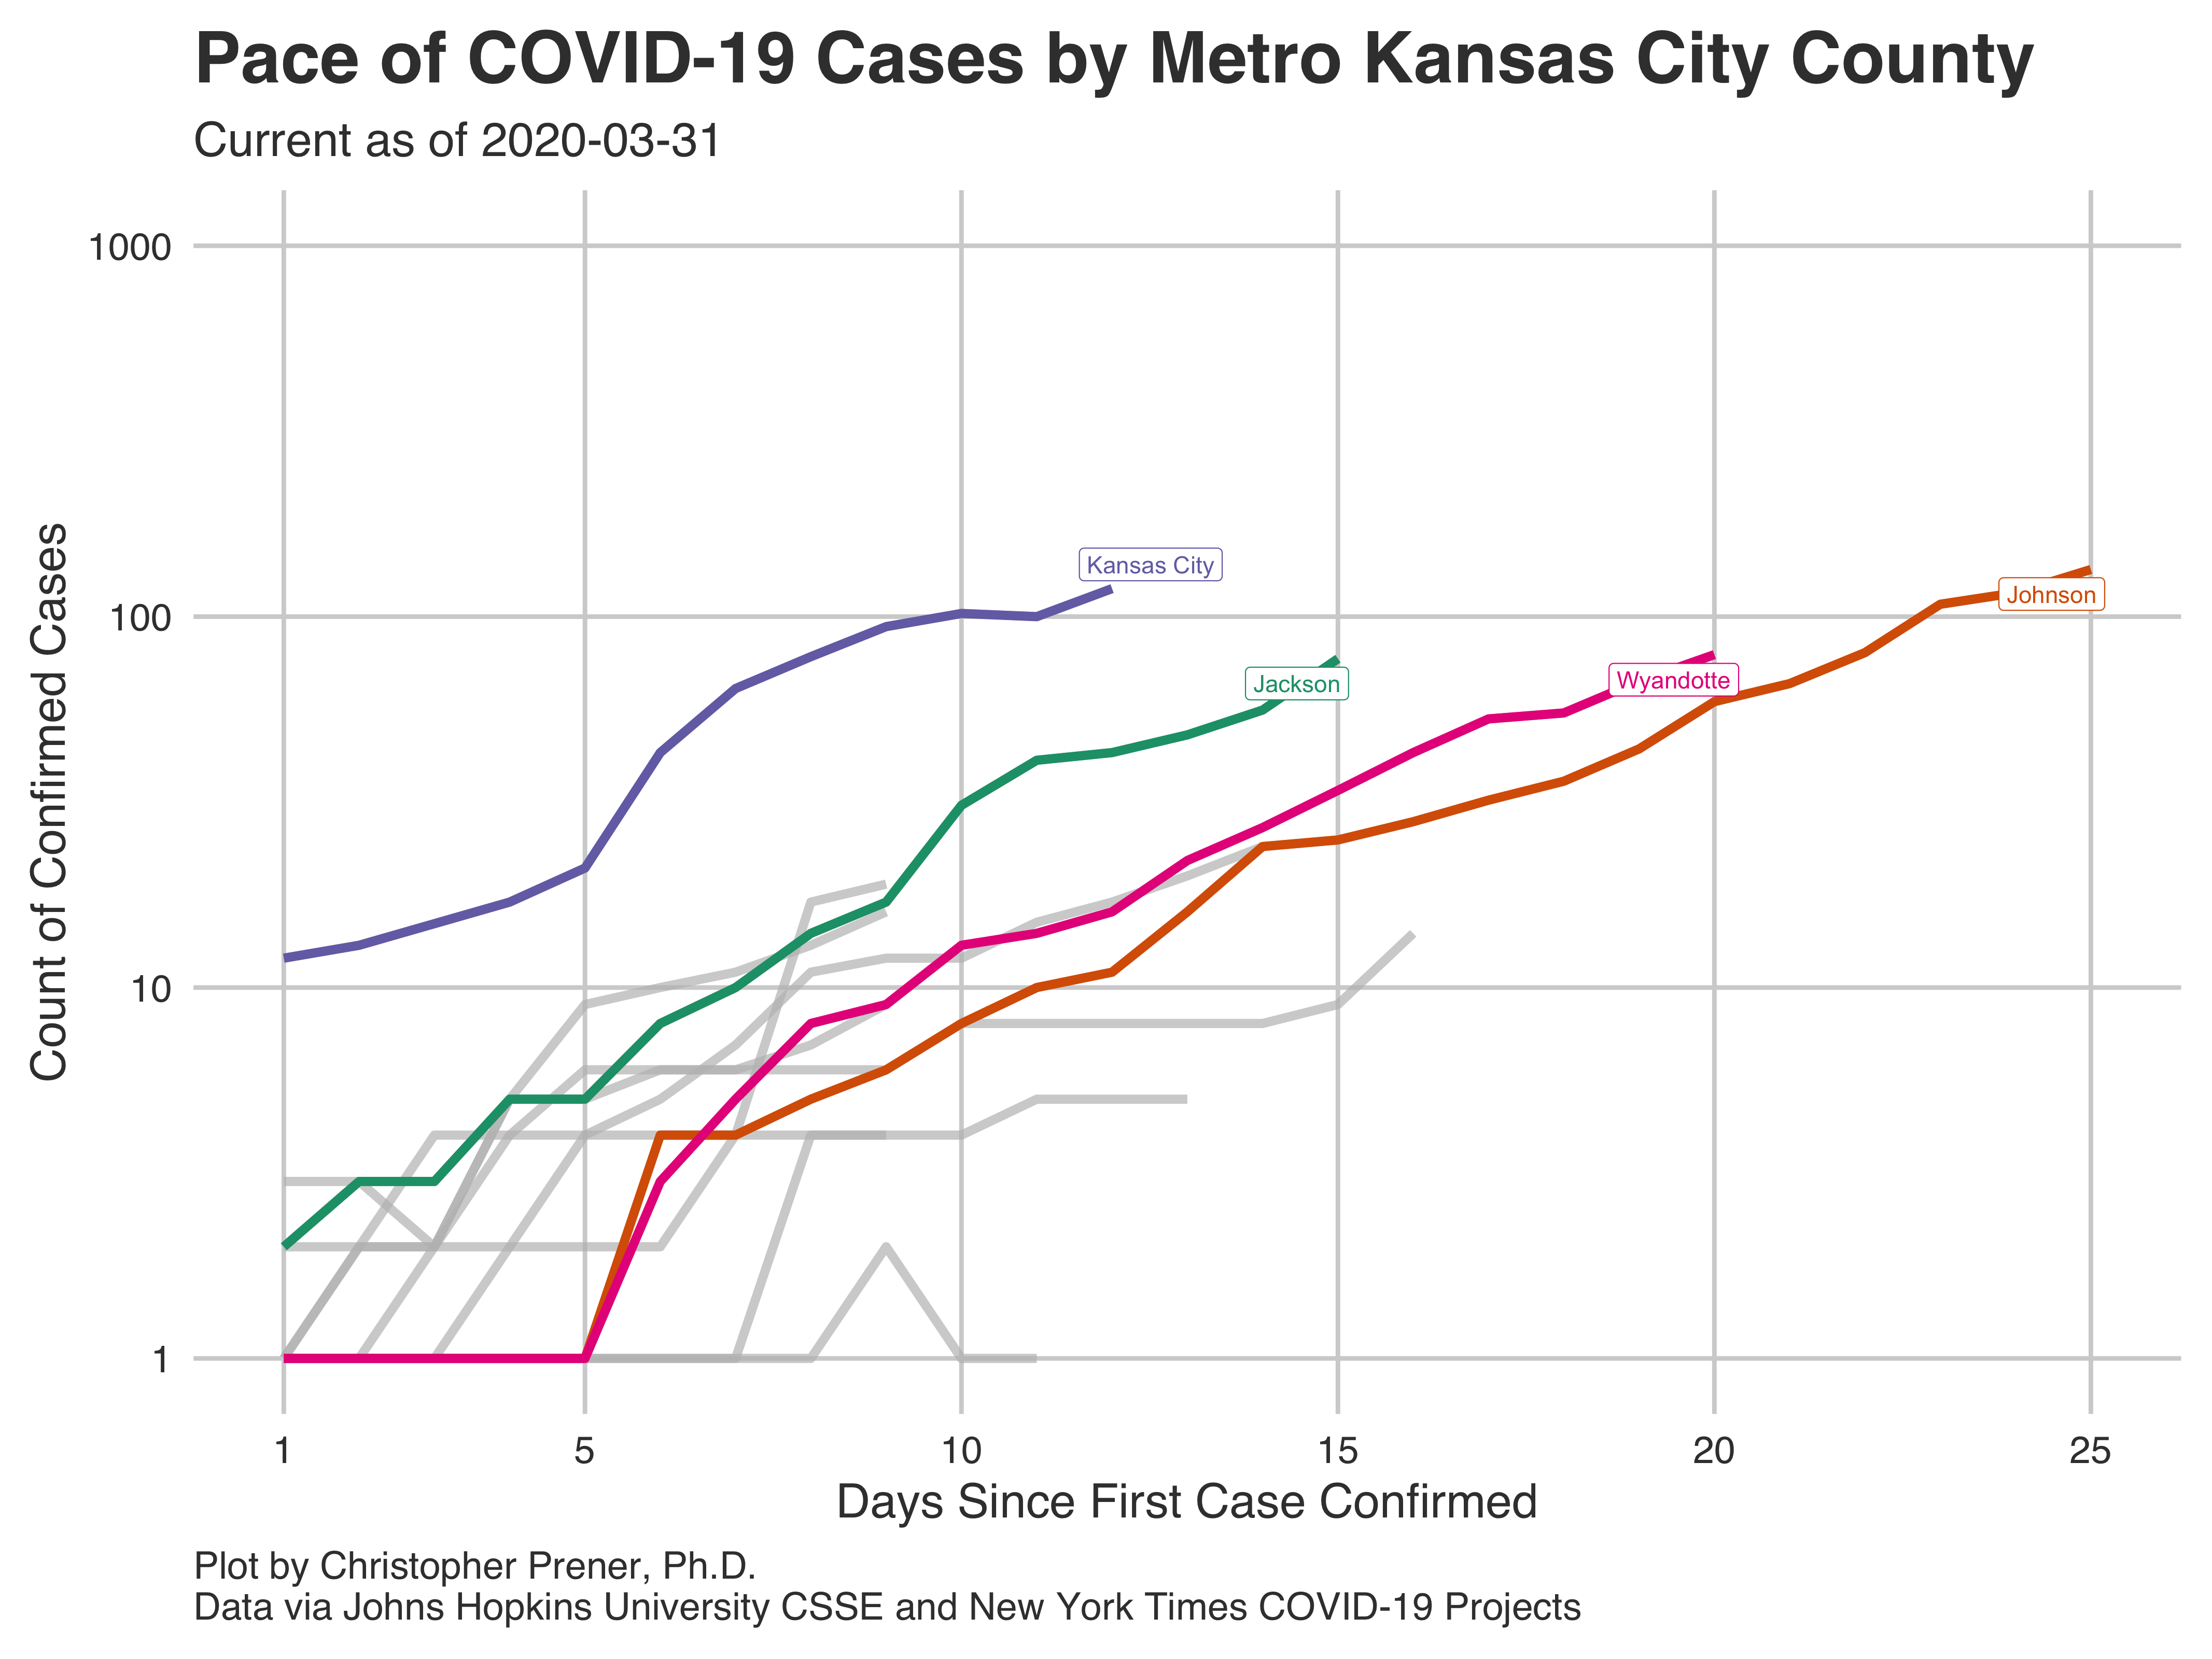 Pace of COVID-19 Cases by Metro Kansas City County
Current as of 2020-03-31
Count of Confirmed Cases
1000
100
10
1
Kansas City
Johnson
Jackson
Wyandotte
1
5
10
15
20
25
Days Since First Case Confirmed
Plot by Christopher Prener, Ph.D.
Data via Johns Hopkins University CSSE and New York Times COVID-19 Projects